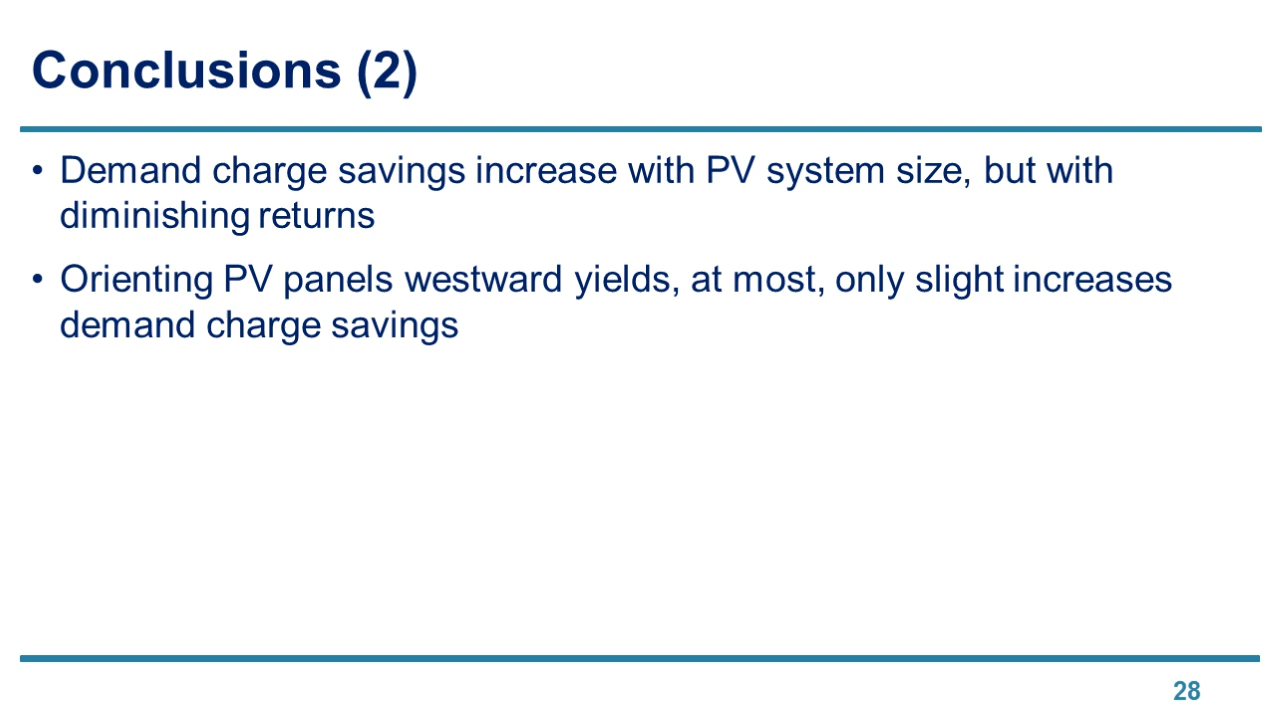 Conclusions (2)
• Demand charge savings increase with PV system size, but with
diminishing returns
• Orienting PV panels westward yields, at most, only slight increases
demand charge savings
28